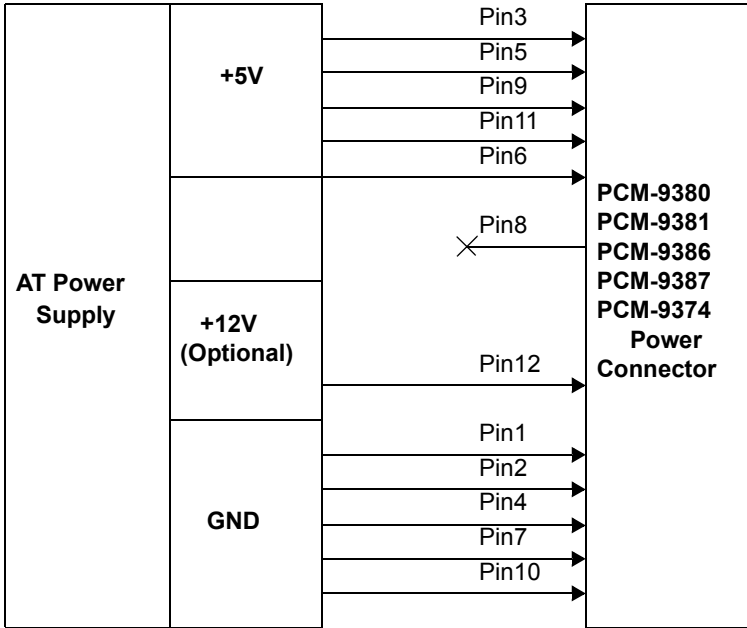 AT Power
Supply
+5V
+12V
(Optional)
GND
Pin3
Pin5
Pin9
Pin11
Pin6
Pin8
Pin12
Pin1
Pin2
Pin4
Pin7
Pin10
PCM-9380
PCM-9381
PCM-9386
PCM-9387
PCM-9374
Power
Connector